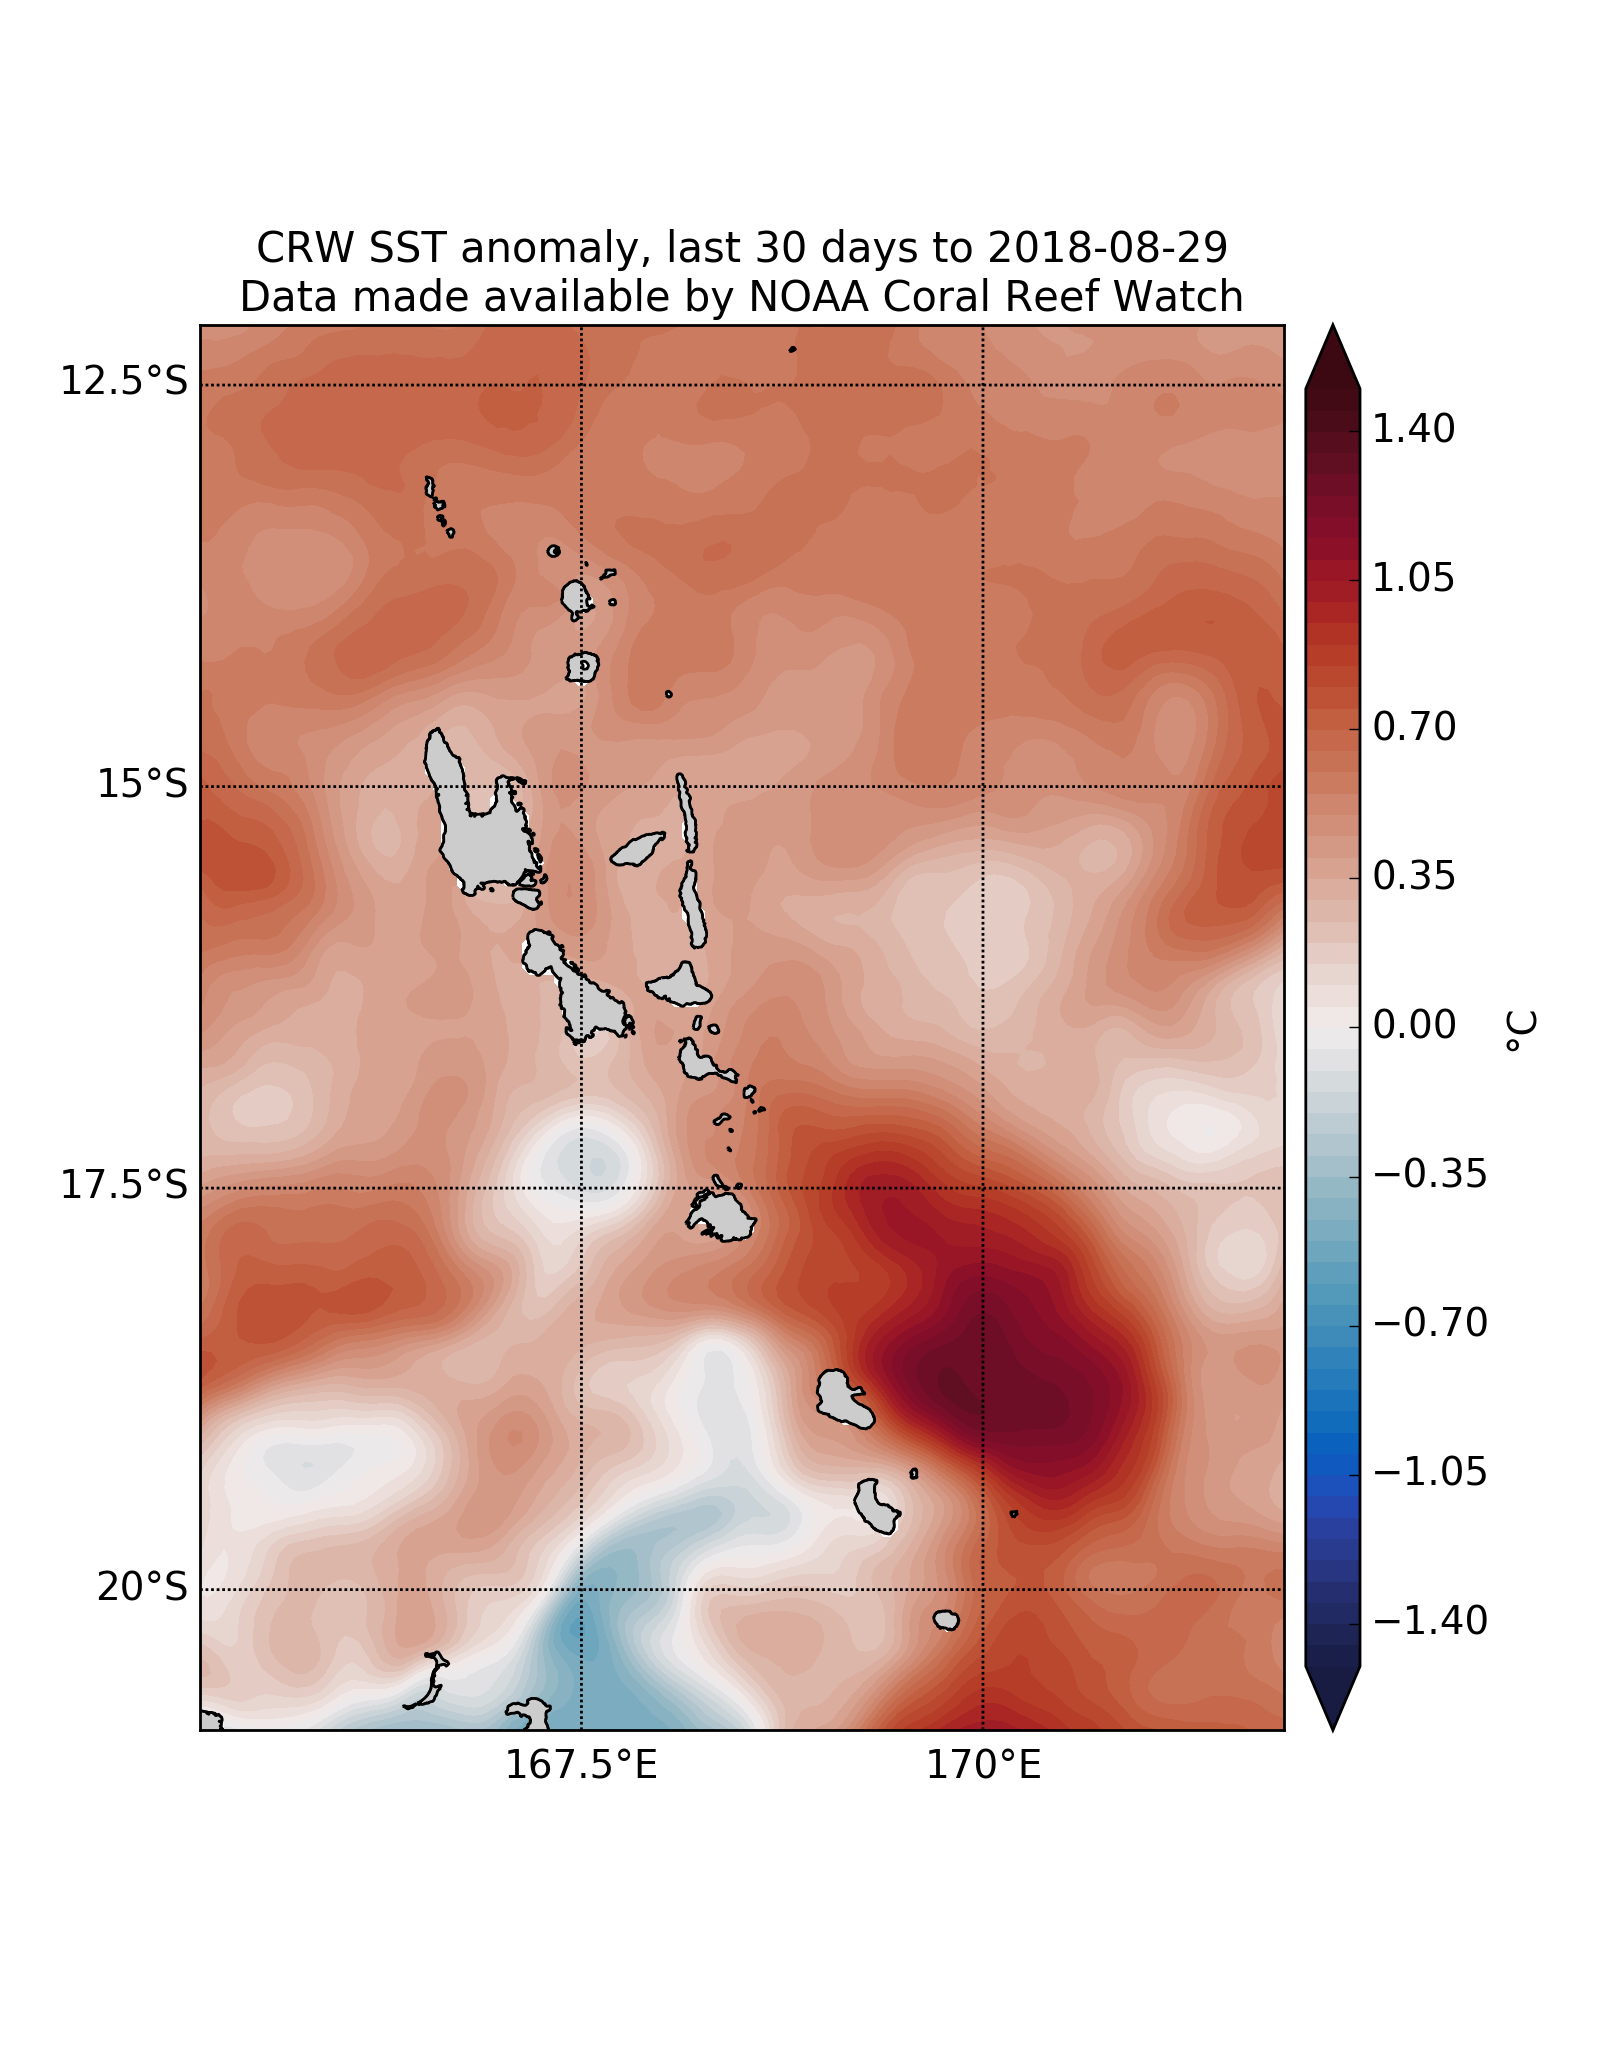 CRW SST anomaly, last 30 days to 2018-08-29
Data made available by NOAA Coral Reef Watch
12.5°S
15°S
17.5°S
20°S
167.5°E
170°E
1.40
1.05
0.70
0.35
0.00
−0.35
−0.70
−1.05
−1.40
°C